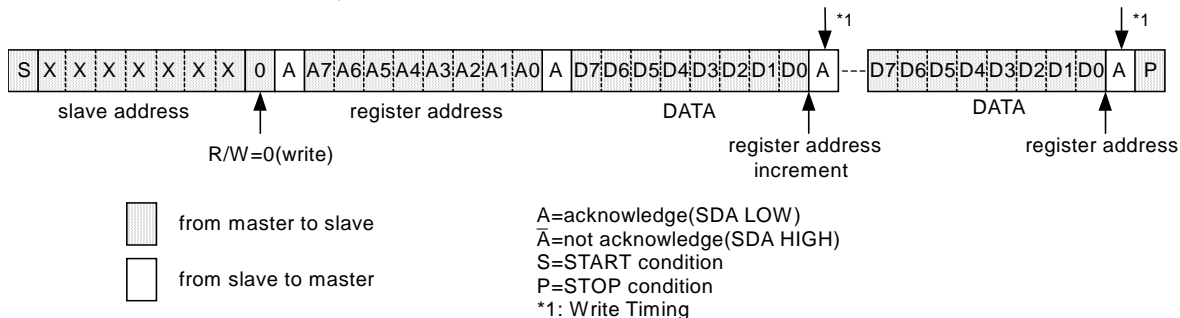 *1 *1
S X X X X X X X 0 A A7 A6 A5 A4 A3 A2 A1 A0 A D7 D6 D5 D4 D3 D2 D1 D0 A D7 D6 D5 D4 D3 D2 D1 D0 A P
slave address register address DATA DATA
R/W=0(write)
register address
increment
register address
from master to slave
from slave to master
A=acknowledge(SDA LOW)
A̅=not acknowledge(SDA HIGH)
S=START condition
P=STOP condition
*1: Write Timing